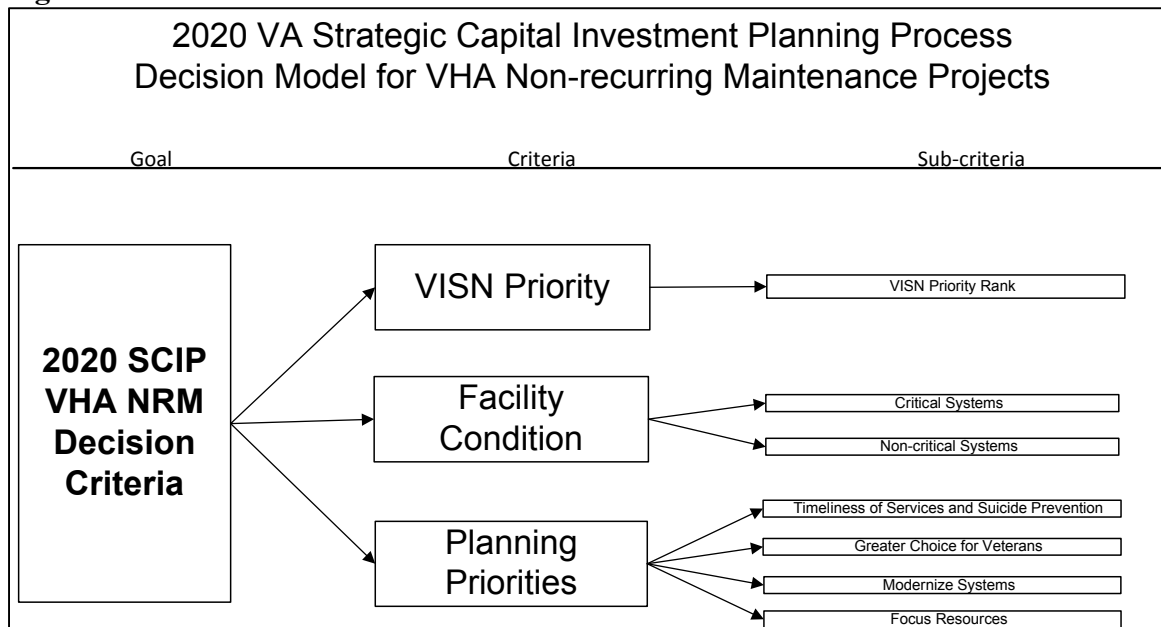 2020 VA Strategic Capital Investment Planning Process
Decision Model for VHA Non-recurring Maintenance Projects
Goal
Criteria
Sub-criteria
2020 SCIP
VHA NRM
Decision
Criteria
VISN Priority
VISN Priority Rank
Facility
Condition
Critical Systems
Non-critical Systems
Planning
Priorities
Timeliness of Services and Suicide Prevention
Greater Choice for Veterans
Modernize Systems
Focus Resources